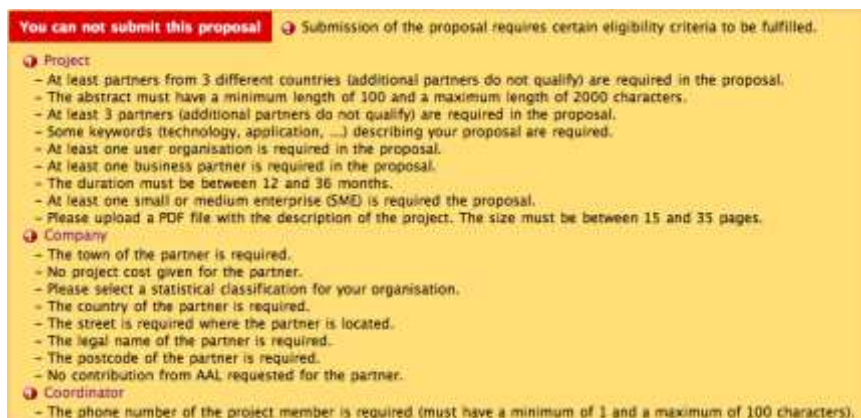 You can not submit this proposal Submission of the proposal requires certain eligibility criteria to be fulfilled.
Project
- At least partners from 3 different countries (additional partners do not qualify) are required in the proposal.
- The abstract must have a minimum length of 100 and a maximum length of 2000 characters.
- At least 3 partners (additional partners do not qualify) are required in the proposal.
- Some keywords (technology, application, ...) describing your proposal are required.
- At least one user organisation is required in the proposal.
- At least one business partner is required in the proposal.
- The duration must be between 12 and 36 months.
- At least one small or medium enterprise (SME) is required the proposal.
- Please upload a PDF file with the description of the project. The size must be between 15 and 35 pages.
Company
- The town of the partner is required.
- No project cost given for the partner.
- Please select a statistical classification for your organisation.
- The country of the partner is required.
- The street is required where the partner is located.
- The legal name of the partner is required.
- The postcode of the partner is required.
- No contribution from AAL requested for the partner.
Coordinator
- The phone number of the project member is required (must have a minimum of 1 and a maximum of 100 characters).